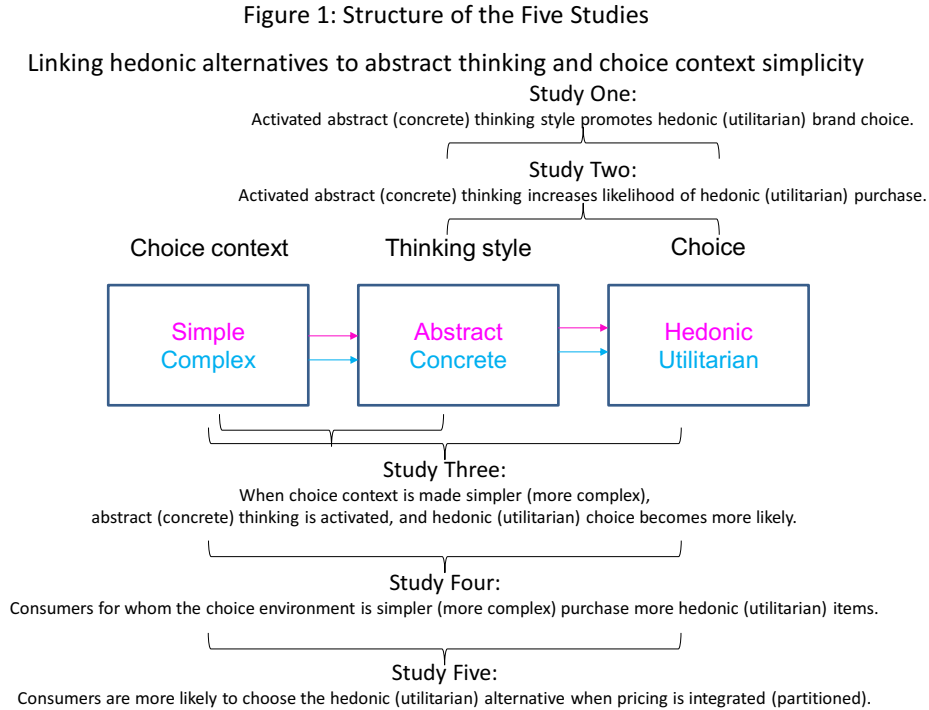 Figure 1: Structure of the Five Studies
Linking hedonic alternatives to abstract thinking and choice context simplicity
Study One:
Activated abstract (concrete) thinking style promotes hedonic (utilitarian) brand choice.
Study Two:
Activated abstract (concrete) thinking increases likelihood of hedonic (utilitarian) purchase.
Choice context
Thinking style
Choice
Simple
Complex
Abstract
Concrete
Hedonic
Utilitarian
Study Three:
When choice context is made simpler (more complex),
abstract (concrete) thinking is activated, and hedonic (utilitarian) choice becomes more likely.
Study Four:
Consumers for whom the choice environment is simpler (more complex) purchase more hedonic (utilitarian) items.
Study Five:
Consumers are more likely to choose the hedonic (utilitarian) alternative when pricing is integrated (partitioned).